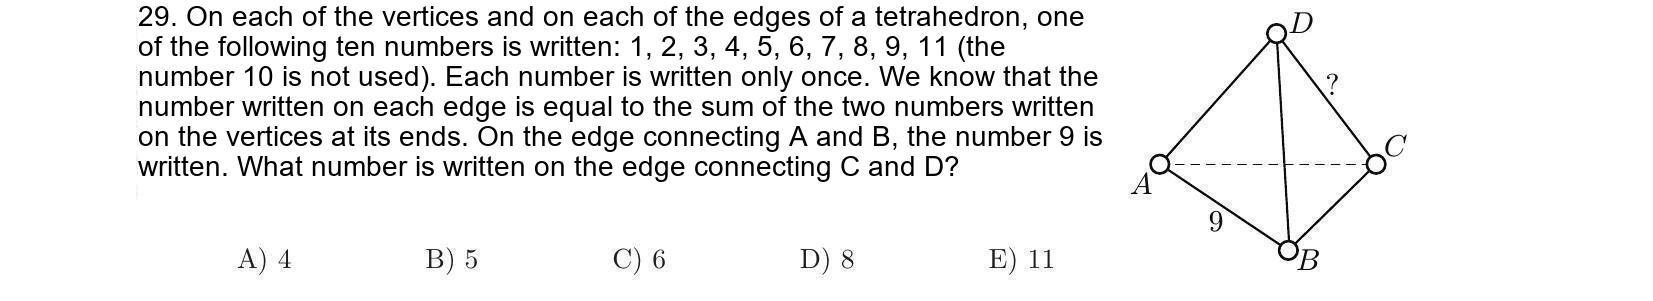 29. On each of the vertices and on each of the edges of a tetrahedron, one
of the following ten numbers is written: 1, 2, 3, 4, 5, 6, 7, 8, 9, 11 (the
number 10 is not used). Each number is written only once. We know that the
number written on each edge is equal to the sum of the two numbers written
on the vertices at its ends. On the edge connecting A and B, the number 9 is
written. What number is written on the edge connecting C and D?
D
?
C
A
9
B
A) 4 B) 5 C) 6 D) 8 E) 11